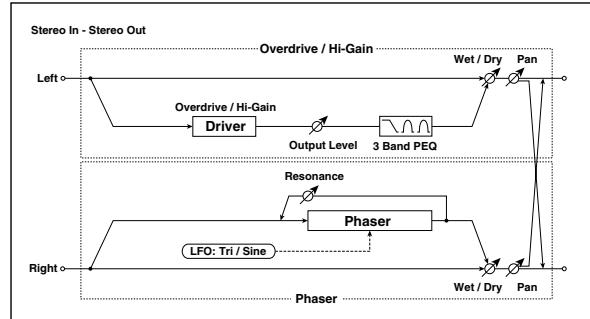 Stereo In - Stereo Out
Overdrive / Hi-Gain
Wet / Dry
Pan
Left
Overdrive / Hi-Gain
Driver
Output Level
3 Band PEQ
Resonance
Phaser
LFO: Tri / Sine
Right
Wet / Dry
Pan
Phaser